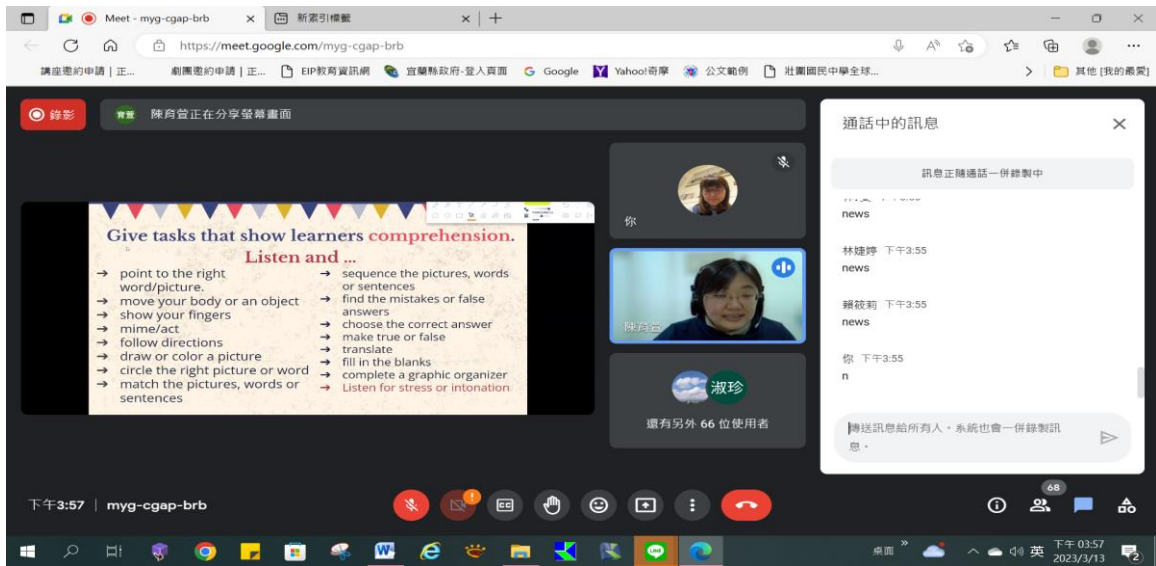 Meet - myg-cgap-brb
新索引標籤
https://meet.google.com/myg-cgap-brb
講座邀約申請 | 正...
劇團邀約申請 | 正...
EIP教育資訊網
宜蘭縣政府-登入頁面
Google
Yahoo!奇摩
公文範例
壯圍國民中學全球...
其他 [我的最愛]
錄影
育萱
陳育萱正在分享螢幕畫面
Give tasks that show learners comprehension.
Listen and ...
→ point to the right
word/picture.
→ move your body or an object
→ show your fingers
→ mime/act
→ follow directions
→ draw or color a picture
→ circle the right picture or word
→ match the pictures, words or
sentences
→ sequence the pictures, words
or sentences
→ find the mistakes or false
answers
→ choose the correct answer
→ make true or false
→ translate
→ fill in the blanks
→ complete a graphic organizer
→ Listen for stress or intonation
你
陳育萱
淑珍
還有另外 66 位使用者
通話中的訊息
訊息正隨通話一併錄製中
news
林婕婷 下午3:55
news
賴筱莉 下午3:55
news
你 下午3:55
n
傳送訊息給所有人。系統也會一併錄製訊
息。
下午3:57 | myg-cgap-brb
68
桌面
英
下午 03:57
2023/3/13
2